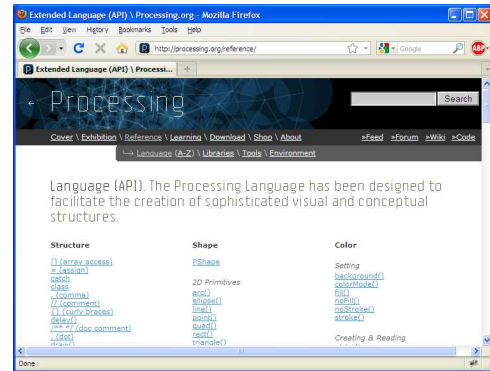 Extended Language (API) \ Processing.org - Mozilla Firefox
File Edit View History Bookmarks Tools Help
http://processing.org/reference/
Google
ABP
Extended Language (API) \ Processi...
Processing
Search
Cover \ Exhibition \ Reference \ Learning \ Download \ Shop \ About
»Feed »Forum »Wiki »Code
Language (A-Z) \ Libraries \ Tools \ Environment
Language (API). The Processing Language has been designed to
facilitate the creation of sophisticated visual and conceptual
structures.
Structure
[] (array access)
= (assign)
catch
class
, (comma)
// (comment)
{} (curly braces)
delay()
/** */ (doc comment)
. (dot)
draw()
Shape
PShape
2D Primitives
arc()
ellipse()
line()
point()
quad()
rect()
triangle()
Color
Setting
background()
colorMode()
fill()
noFill()
noStroke()
stroke()
Creating & Reading
Done